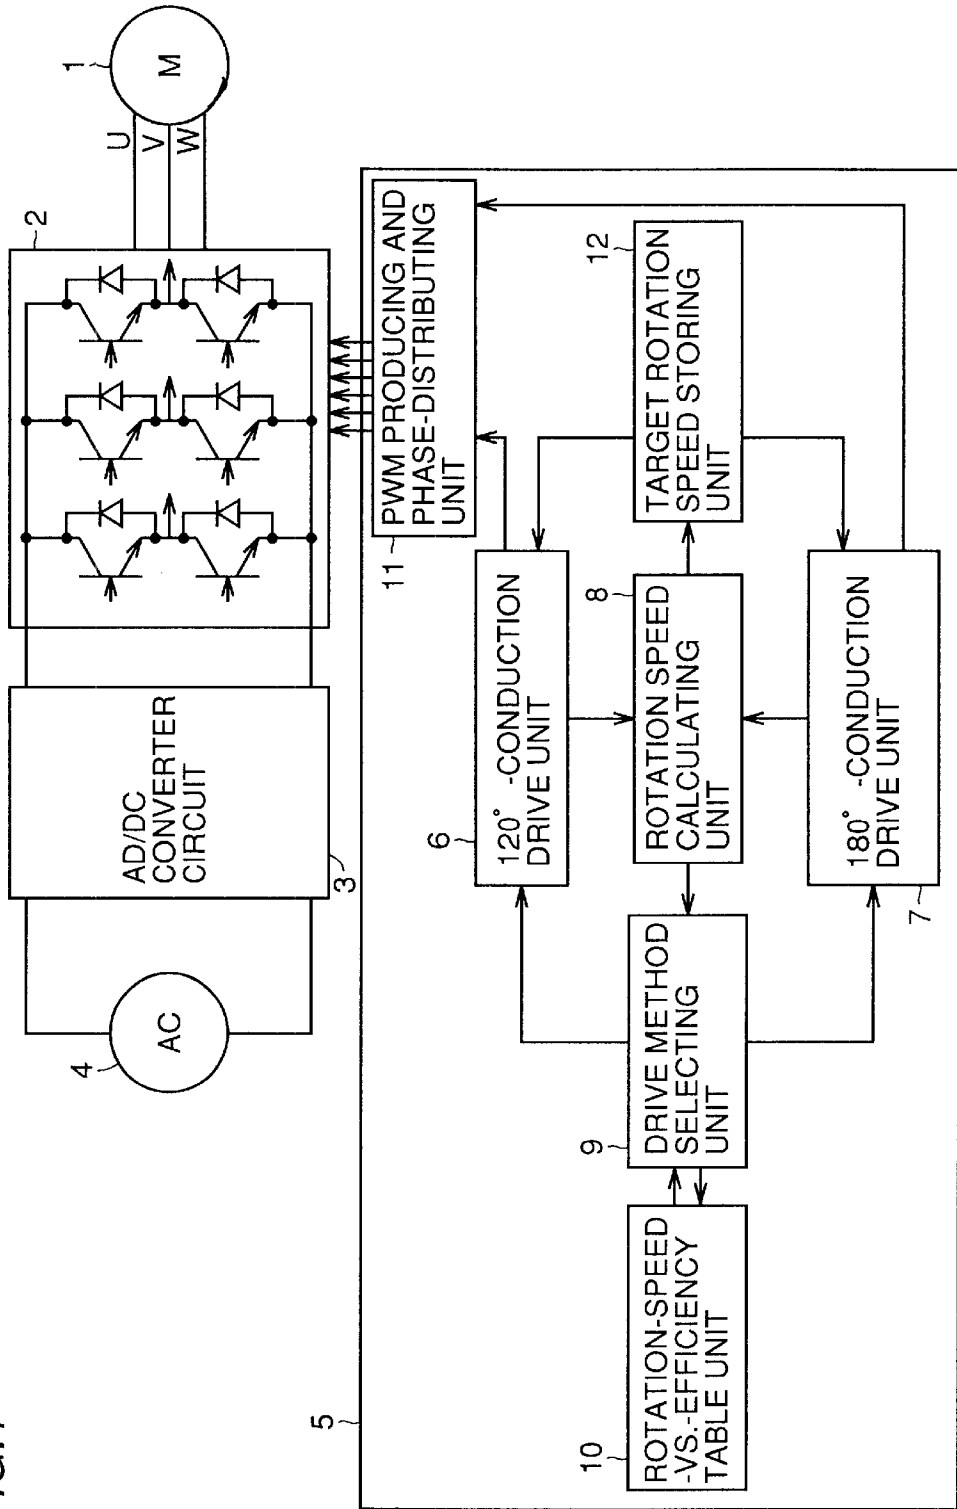 4
AC
AD/DC
CONVERTER
CIRCUIT
3
2
U
V
W
1
M
5
10
ROTATION-SPEED
-VS.-EFFICIENCY
TABLE UNIT
9
DRIVE METHOD
SELECTING
UNIT
6
120° -CONDUCTION
DRIVE UNIT
8
ROTATION SPEED
CALCULATING
UNIT
7
180° -CONDUCTION
DRIVE UNIT
11
PWM PRODUCING AND
PHASE-DISTRIBUTING
UNIT
12
TARGET ROTATION
SPEED STORING
UNIT